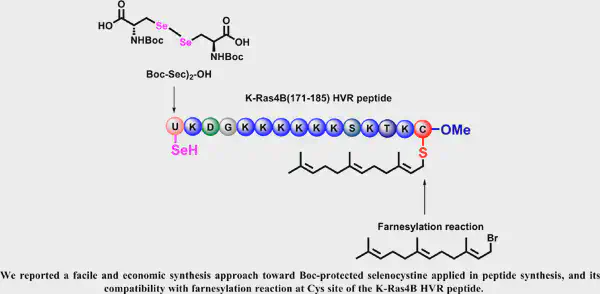 O
HO
Se
NHBoc
Se
O
OH
NHBoc
Boc-Sec)₂-OH
K-Ras4B(171-185) HVR peptide
U K D G K K K K K K S K T K C OMe
SeH
S
Farnesylation reaction
Br
We reported a facile and economic synthesis approach toward Boc-protected selenocystine applied in peptide synthesis, and its
compatibility with farnesylation reaction at Cys site of the K-Ras4B HVR peptide.